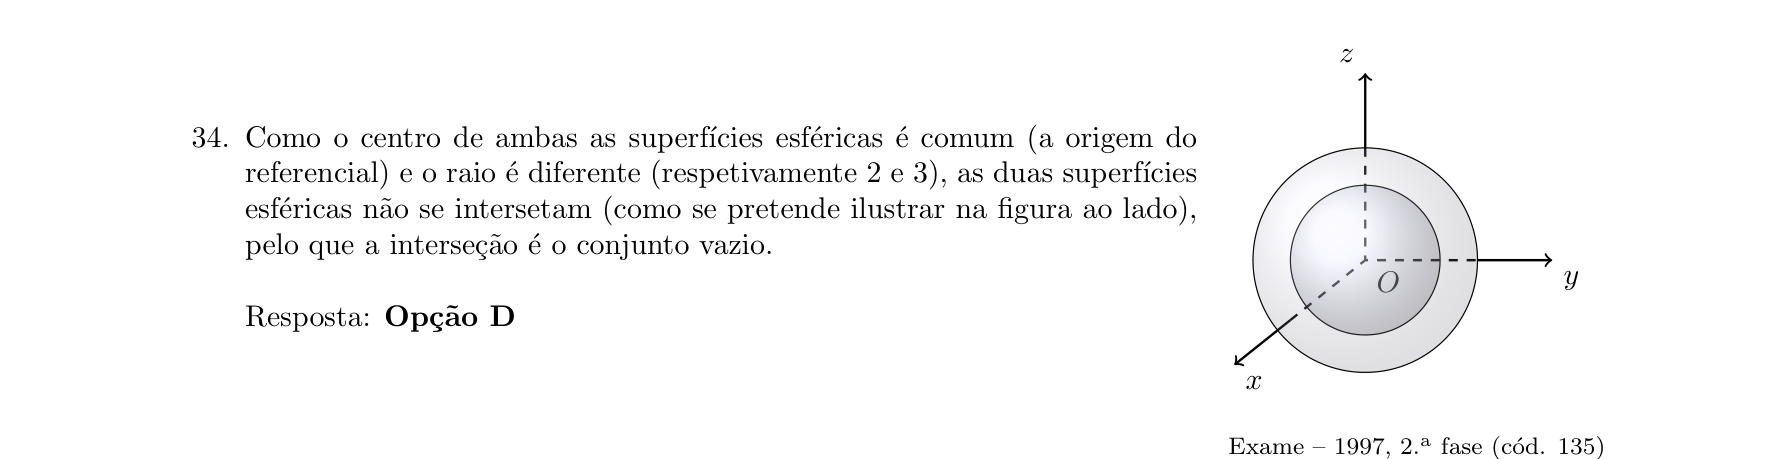 34. Como o centro de ambas as superfícies esféricas é comum (a origem do
referencial) e o raio é diferente (respetivamente 2 e 3), as duas superfícies
esféricas não se intersetam (como se pretende ilustrar na figura ao lado),
pelo que a interseção é o conjunto vazio.
Resposta: Opção D
z
O
y
x
Exame – 1997, 2.ª fase (cód. 135)